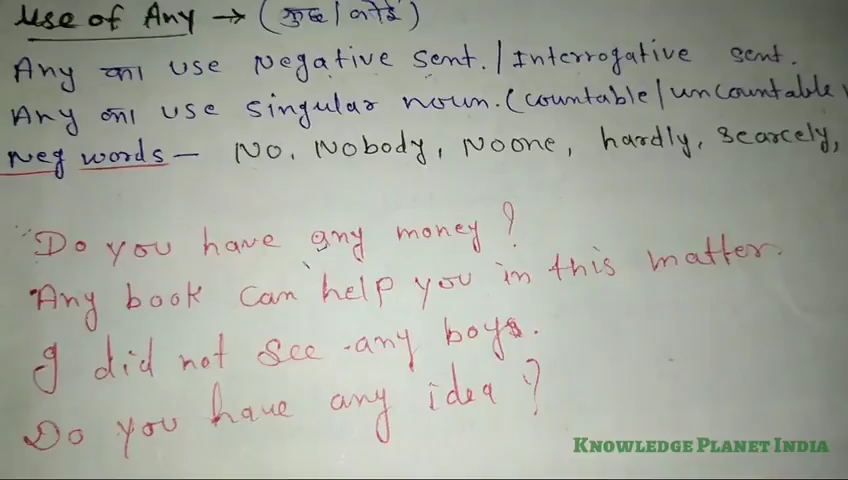 Use of Any → (कुछ / कोई)
Any का use Negative sent. / Interrogative sent.
Any का use singular noun. (countable / uncountable)
Neg words — No, Nobody, Noone, hardly, scarcely,
Do you have any money?
Any book can help you in this matter.
I did not see any boys.
Do you have any idea?
KNOWLEDGE PLANET INDIA